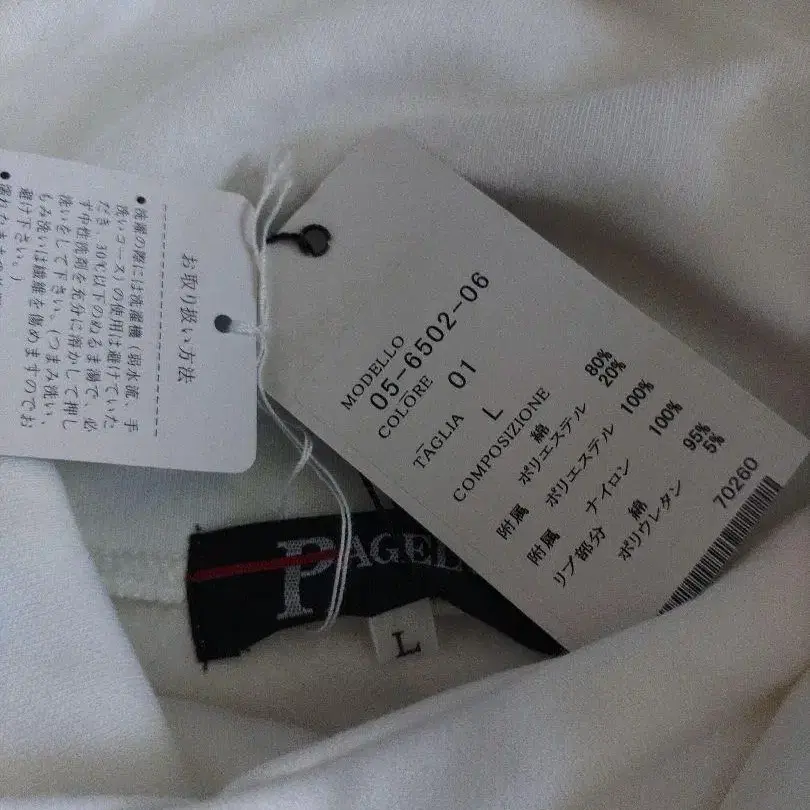 お取り扱い方法
●洗濯の際には洗濯機（弱水流、手
洗いコース）の使用は避けていた
だき、30℃以下のぬるま湯で、必
ず中性洗剤を充分に溶かして押し
洗いをして下さい。（つまみ洗い、
もみ洗いは繊維を傷めますのでお
避け下さい。）
MODELLO
05-6502-06
COLORE 01
TAGLIA L
COMPOSIZIONE
綿 80%
ポリエステル 20%
附属 ポリエステル 100%
附属 ナイロン 100%
リブ部分 綿 95%
ポリウレタン 5%
70260
L